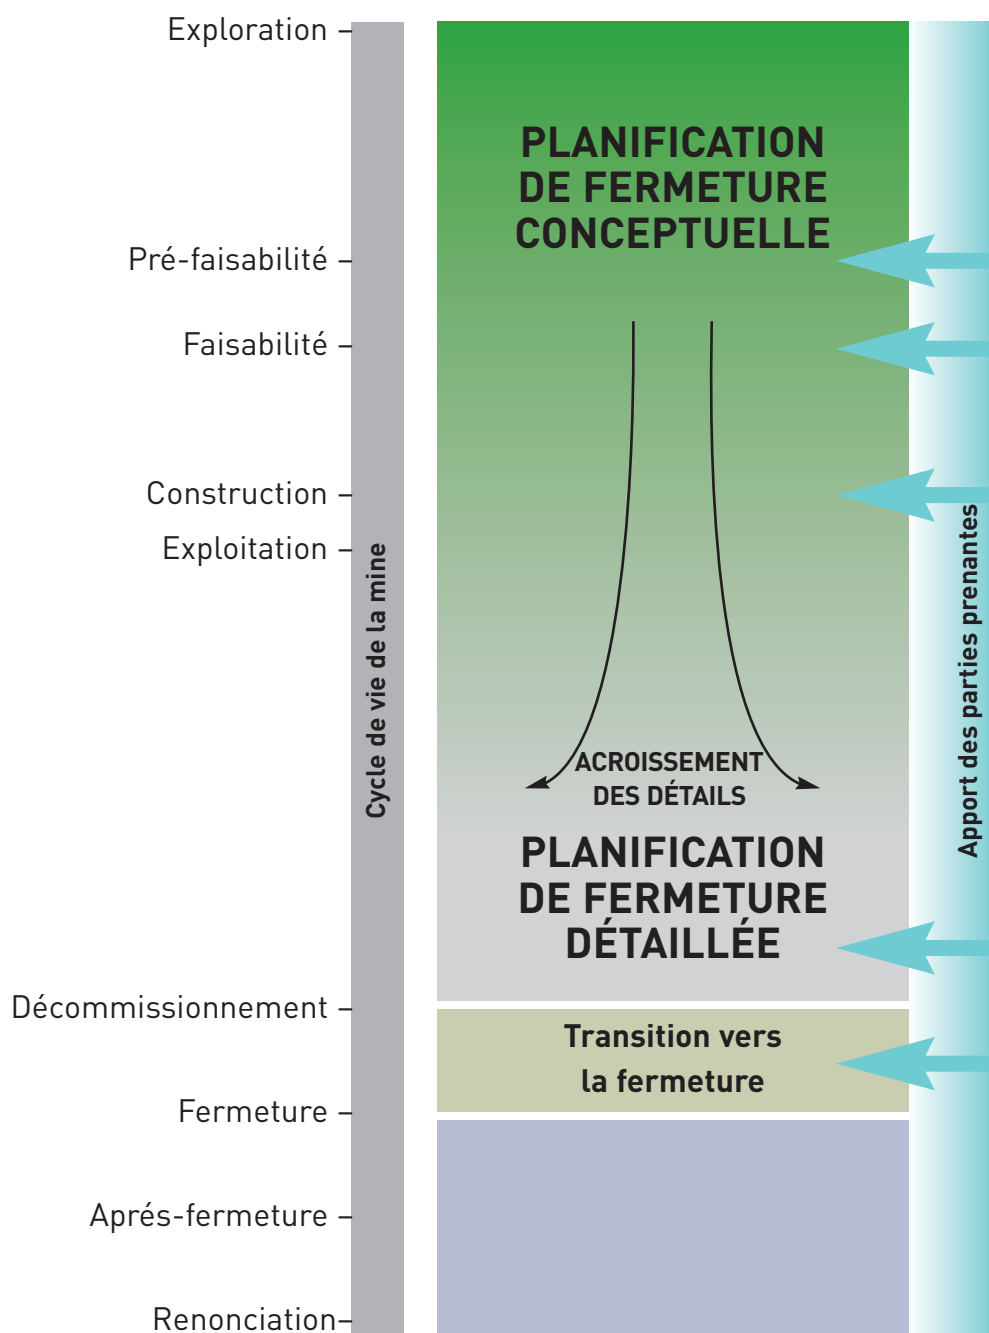 Exploration
Pré-faisabilité
Faisabilité
Construction
Exploitation
Décommissionnement
Fermeture
Aprés-fermeture
Renonciation
Cycle de vie de la mine
PLANIFICATION
DE FERMETURE
CONCEPTUELLE
ACROISSEMENT
DES DÉTAILS
PLANIFICATION
DE FERMETURE
DÉTAILLÉE
Transition vers
la fermeture
Apport des parties prenantes